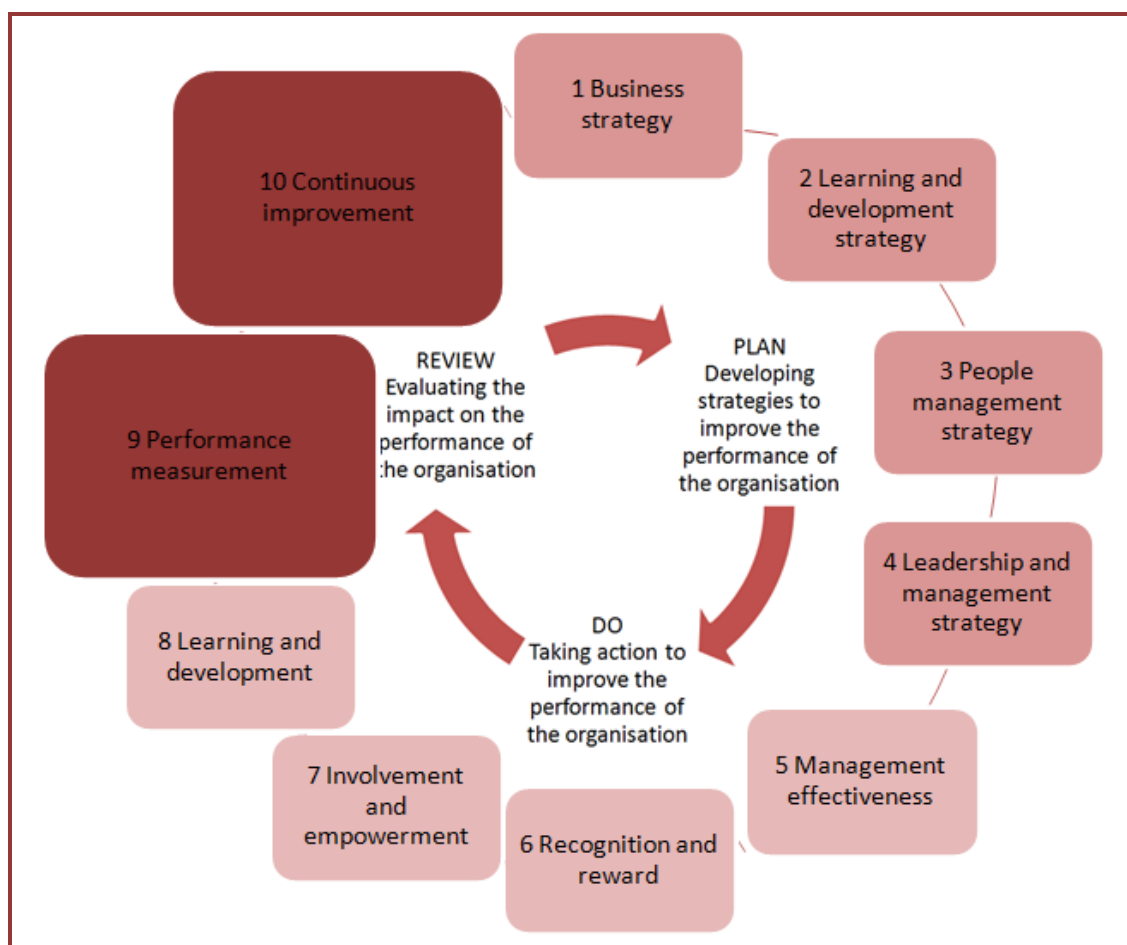 1 Business
strategy
2 Learning and
development
strategy
3 People
management
strategy
4 Leadership and
management
strategy
5 Management
effectiveness
6 Recognition and
reward
7 Involvement
and
empowerment
8 Learning and
development
9 Performance
measurement
10 Continuous
improvement
PLAN
Developing
strategies to
improve the
performance of
the organisation
DO
Taking action to
improve the
performance of
the organisation
REVIEW
Evaluating the
impact on the
performance of
the organisation